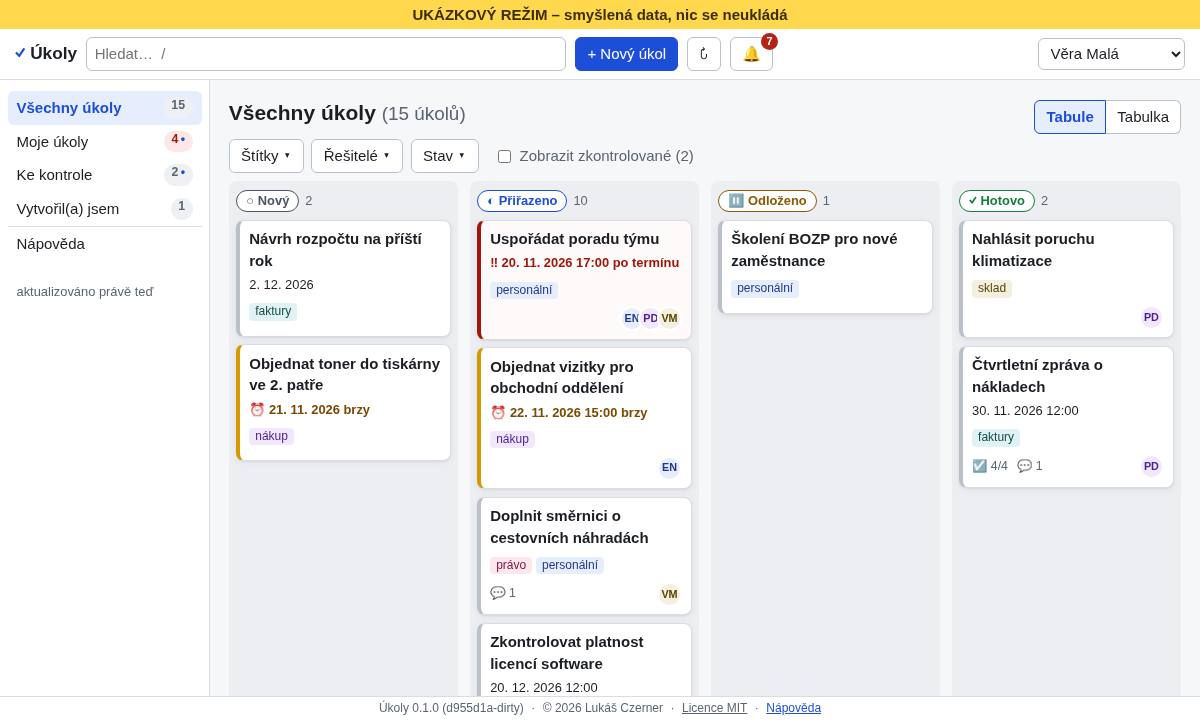 UKÁZKOVÝ REŽIM – smyšlená data, nic se neukládá
✓ Úkoly
Hledat… /
+ Nový úkol
7
Věra Malá
Všechny úkoly 15
Moje úkoly 4 •
Ke kontrole 2 •
Vytvořil(a) jsem 1
Nápověda
aktualizováno právě teď
Všechny úkoly (15 úkolů)
Tabule Tabulka
Štítky ▾ Řešitelé ▾ Stav ▾ Zobrazit zkontrolované (2)
Nový 2
Návrh rozpočtu na příští
rok
2. 12. 2026
faktury
Objednat toner do tiskárny
ve 2. patře
⏰ 21. 11. 2026 brzy
nákup
Přiřazeno 10
Uspořádat poradu týmu
‼ 20. 11. 2026 17:00 po termínu
personální
EN PD VM
Objednat vizitky pro
obchodní oddělení
⏰ 22. 11. 2026 15:00 brzy
nákup
EN
Doplnit směrnici o
cestovních náhradách
právo personální
💬 1 VM
Zkontrolovat platnost
licencí software
20. 12. 2026 12:00
Odloženo 1
Školení BOZP pro nové
zaměstnance
personální
✓ Hotovo 2
Nahlásit poruchu
klimatizace
sklad
PD
Čtvrtletní zpráva o
nákladech
30. 11. 2026 12:00
faktury
☑ 4/4 💬 1 PD
Úkoly 0.1.0 (d955d1a-dirty) · © 2026 Lukáš Czerner · Licence MIT · Nápověda